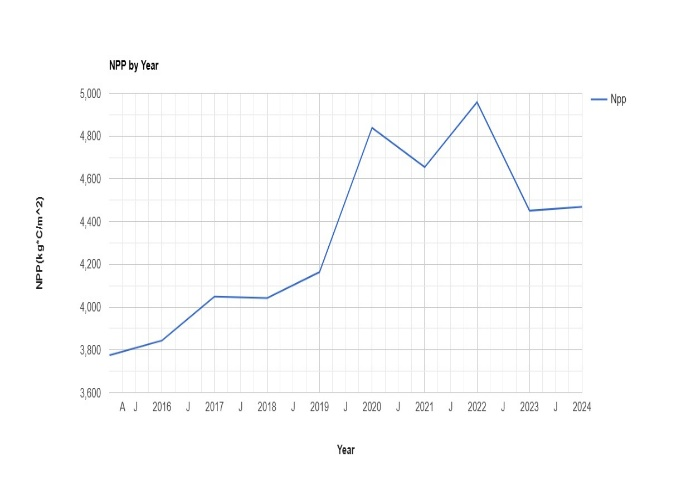 NPP by Year
5,000
Npp
4,800
4,600
4,400
4,200
4,000
3,800
3,600
NPP(kg*C/m^2)
A J 2016 J 2017 J 2018 J 2019 J 2020 J 2021 J 2022 J 2023 J 2024
Year